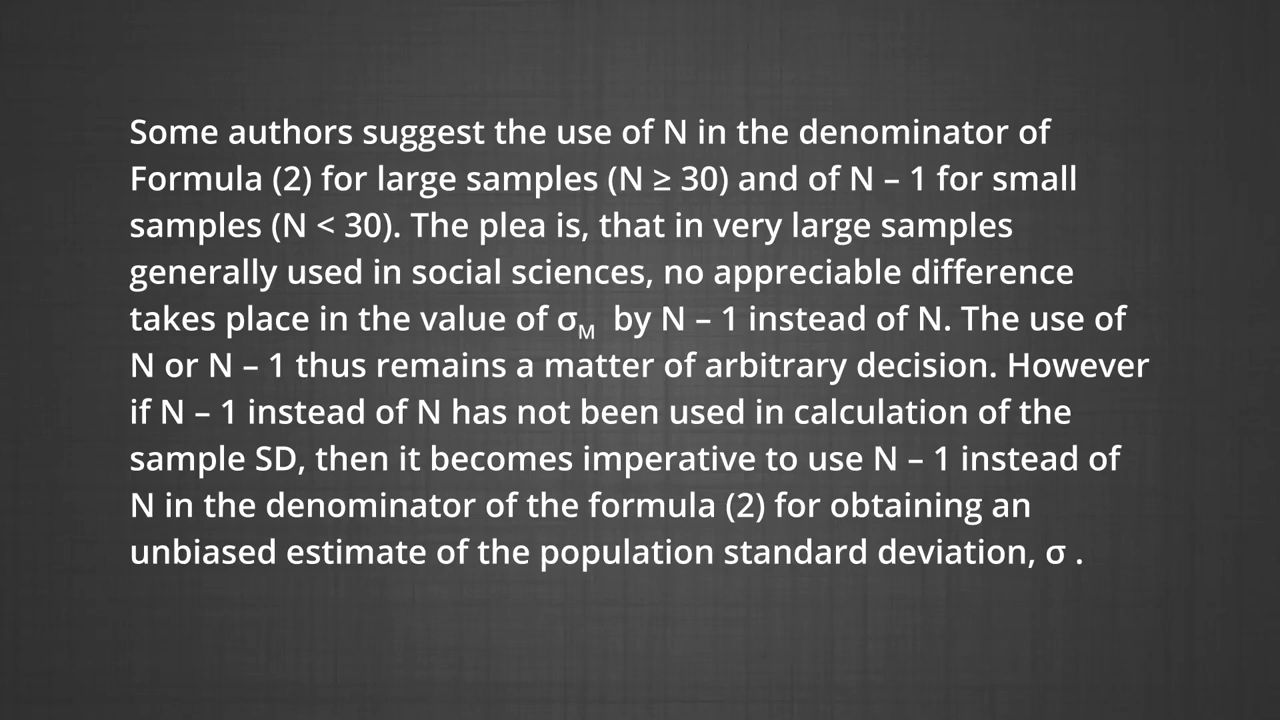 Some authors suggest the use of N in the denominator of
Formula (2) for large samples (N ≥ 30) and of N – 1 for small
samples (N < 30). The plea is, that in very large samples
generally used in social sciences, no appreciable difference
takes place in the value of σM by N – 1 instead of N. The use of
N or N – 1 thus remains a matter of arbitrary decision. However
if N – 1 instead of N has not been used in calculation of the
sample SD, then it becomes imperative to use N – 1 instead of
N in the denominator of the formula (2) for obtaining an
unbiased estimate of the population standard deviation, σ .